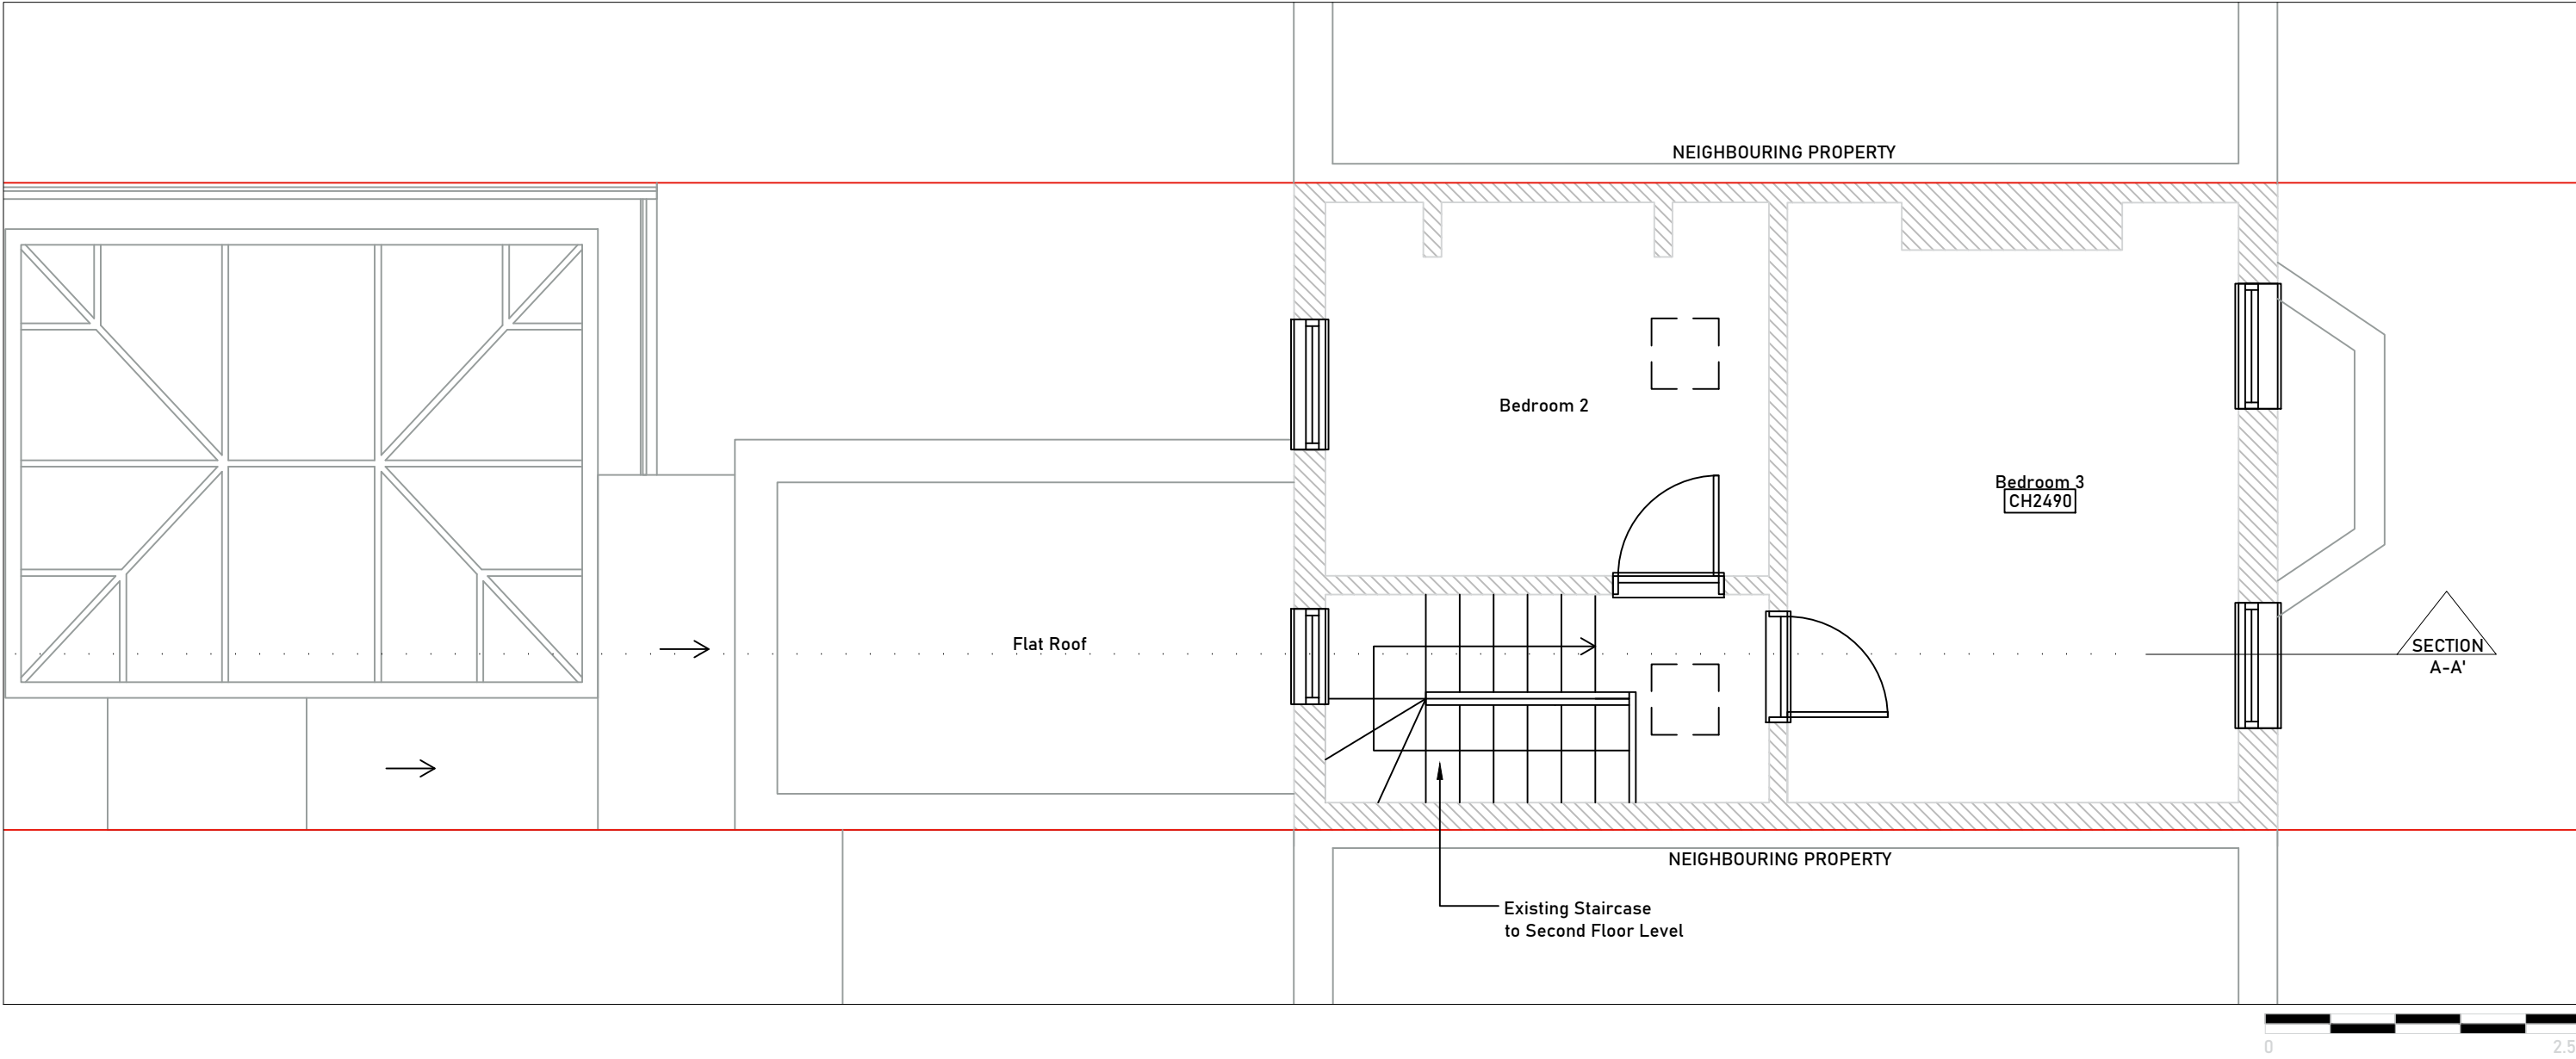 NEIGHBOURING PROPERTY
Bedroom 2
Bedroom 3
CH2490
Flat Roof
SECTION
A-A'
NEIGHBOURING PROPERTY
Existing Staircase
to Second Floor Level
0 2.5